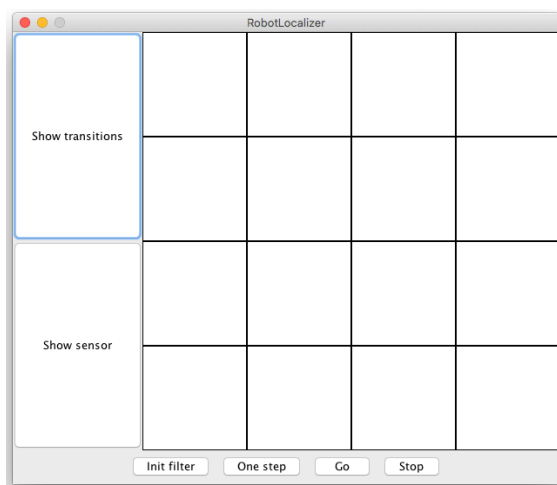 RobotLocalizer
Show transitions
Show sensor
Init filter
One step
Go
Stop